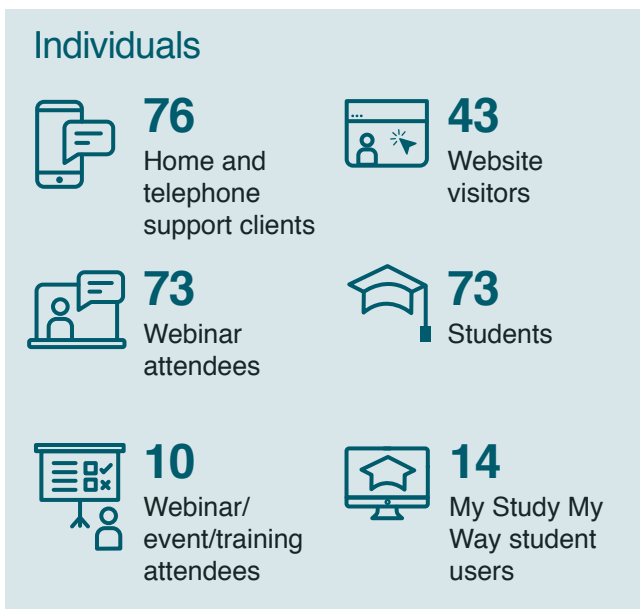 Individuals
76
Home and
telephone
support clients
43
Website
visitors
73
Webinar
attendees
73
Students
10
Webinar/
event/training
attendees
14
My Study My
Way student
users